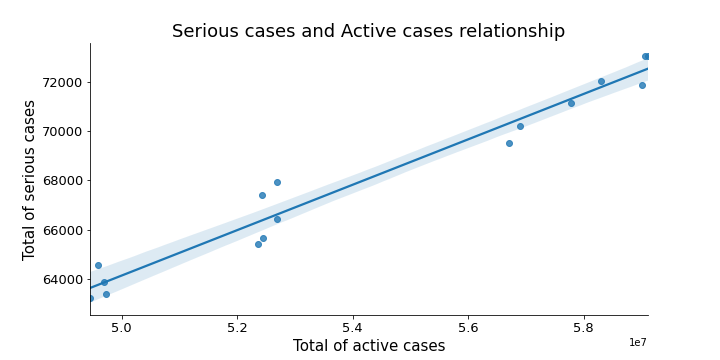 Serious cases and Active cases relationship
72000
70000
68000
66000
64000
Total of serious cases
5.0 5.2 5.4 5.6 5.8
1e7
Total of active cases